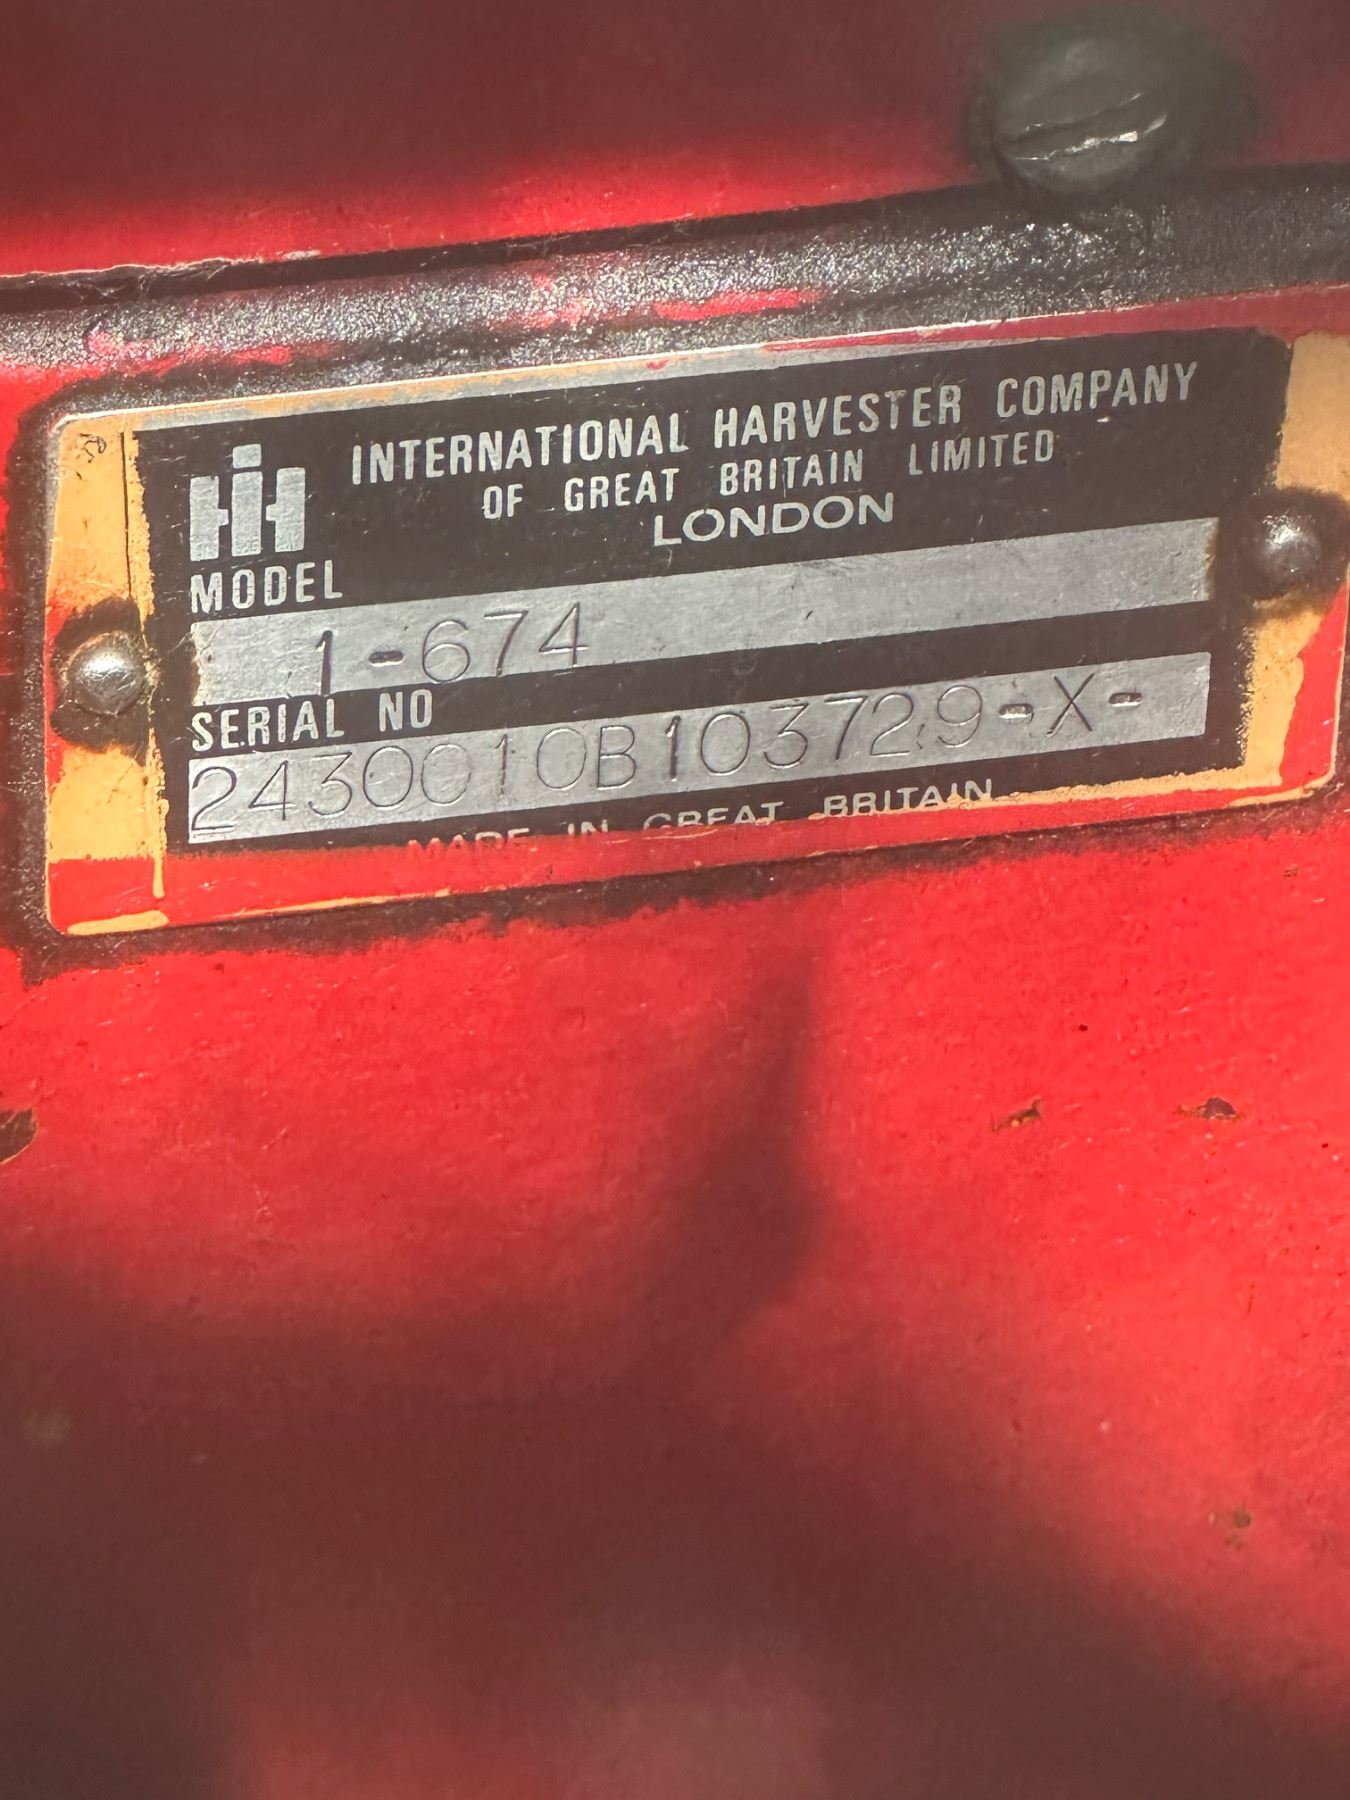 IH INTERNATIONAL HARVESTER COMPANY
OF GREAT BRITAIN LIMITED
LONDON
MODEL
1-674
SERIAL NO
2430010B103729-X-
MADE IN GREAT BRITAIN